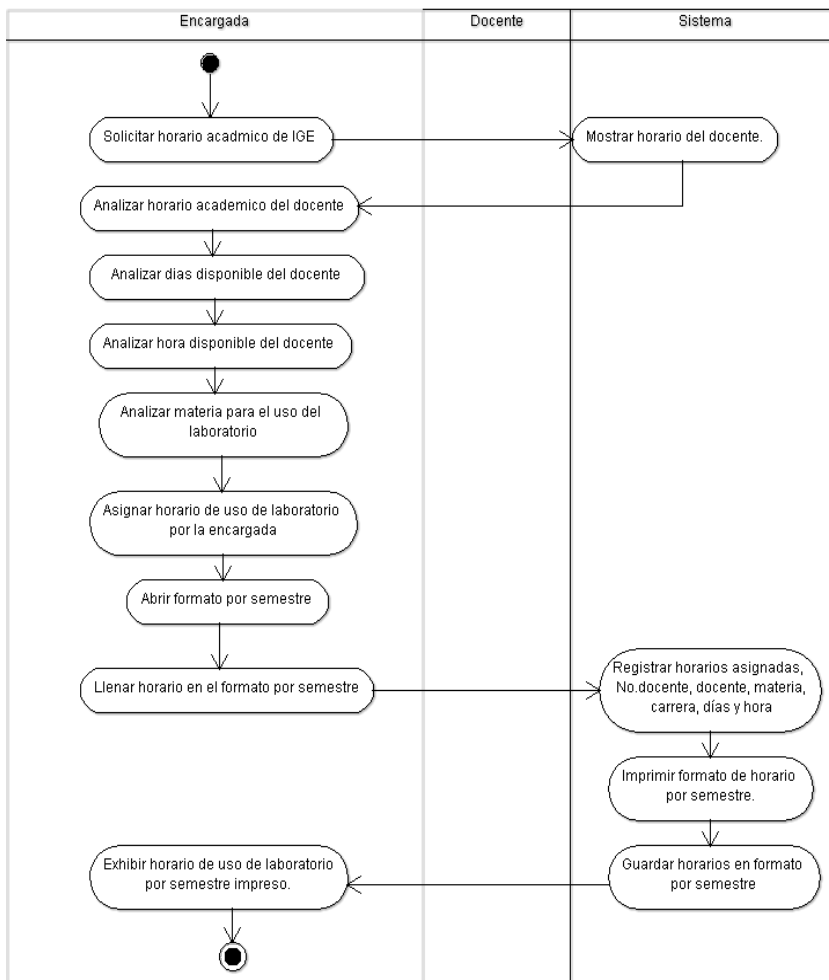 Encargada
Docente
Sistema
Solicitar horario acadmico de IGE
Mostrar horario del docente.
Analizar horario academico del docente
Analizar dias disponible del docente
Analizar hora disponible del docente
Analizar materia para el uso del
laboratorio
Asignar horario de uso de laboratorio
por la encargada
Abrir formato por semestre
Llenar horario en el formato por semestre
Registrar horarios asignadas,
No.docente, docente, materia,
carrera, días y hora
Imprimir formato de horario
por semestre.
Guardar horarios en formato
por semestre
Exhibir horario de uso de laboratorio
por semestre impreso.